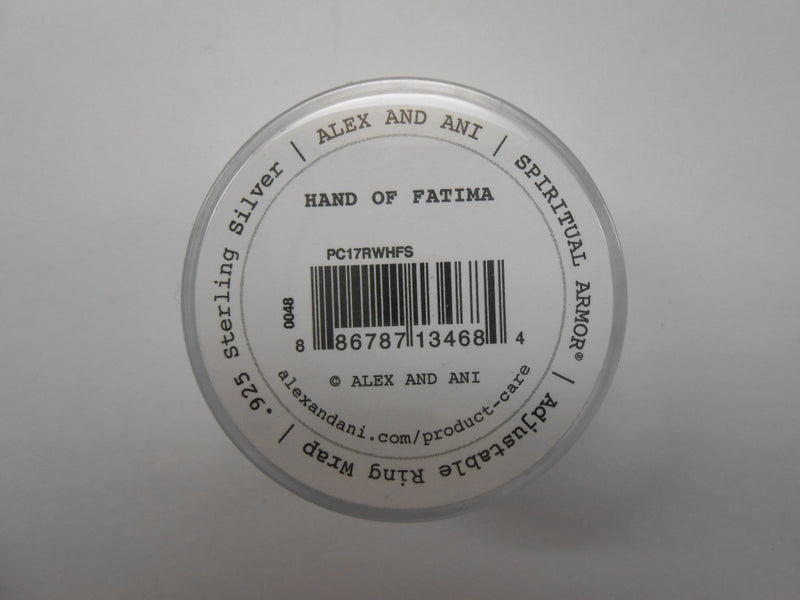 ALEX AND ANI | SPIRITUAL ARMOR® | Adjustable Ring Wrap | .925 Sterling Silver |
HAND OF FATIMA
PC17RWHFS
0048
8 86787 13468 4
© ALEX AND ANI
alexandani.com/product-care